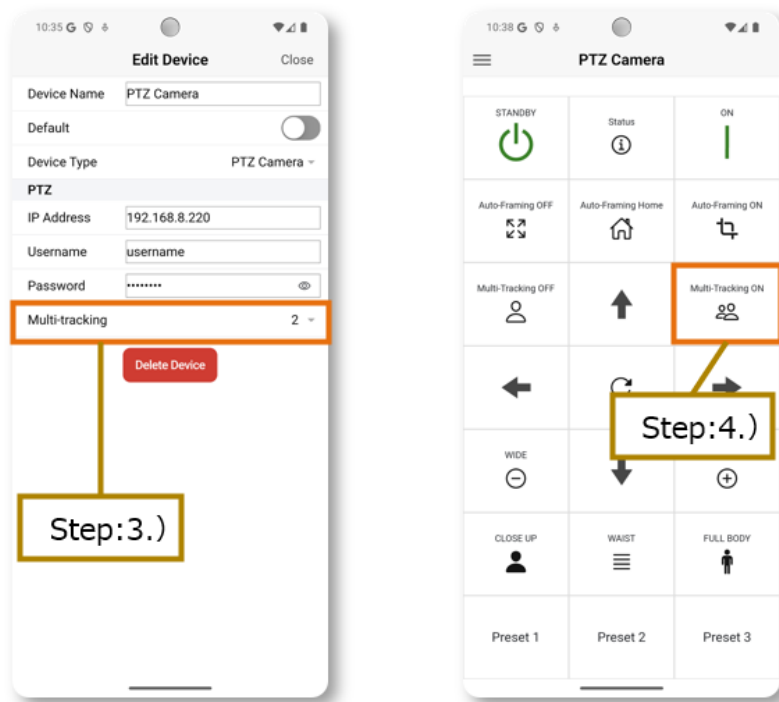 10:35 G
Edit Device
Close
Device Name
PTZ Camera
Default
Device Type
PTZ Camera
PTZ
IP Address
192.168.8.220
Username
username
Password
••••••••
Multi-tracking
2
Delete Device
Step:3.)
10:38 G
PTZ Camera
STANDBY
Status
ON
Auto-Framing OFF
Auto-Framing Home
Auto-Framing ON
Multi-Tracking OFF
Multi-Tracking ON
Step:4.)
WIDE
CLOSE UP
WAIST
FULL BODY
Preset 1
Preset 2
Preset 3